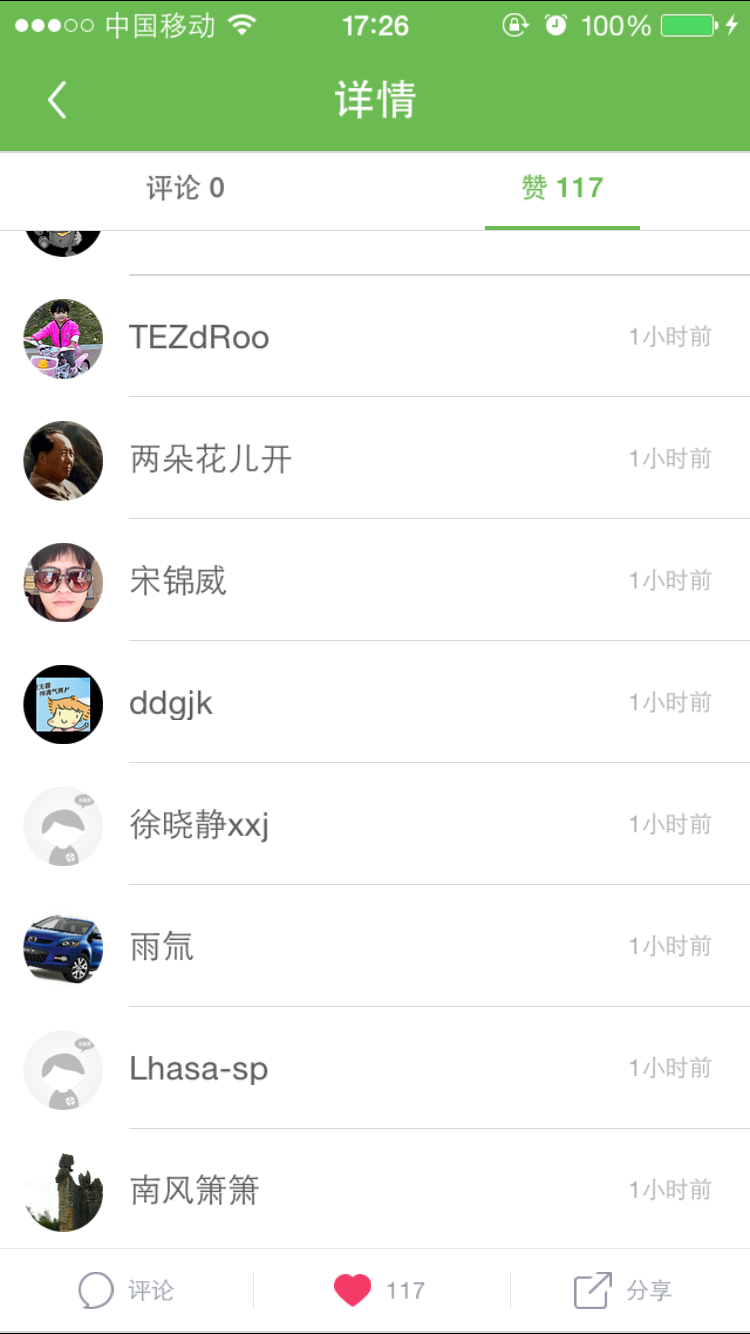 中国移动 17:26 100%
详情
评论 0 赞 117
TEZdRoo 1小时前
两朵花儿开 1小时前
宋锦威 1小时前
ddgjk 1小时前
徐晓静xxj 1小时前
雨氚 1小时前
Lhasa-sp 1小时前
南风箫箫 1小时前
评论 117 分享